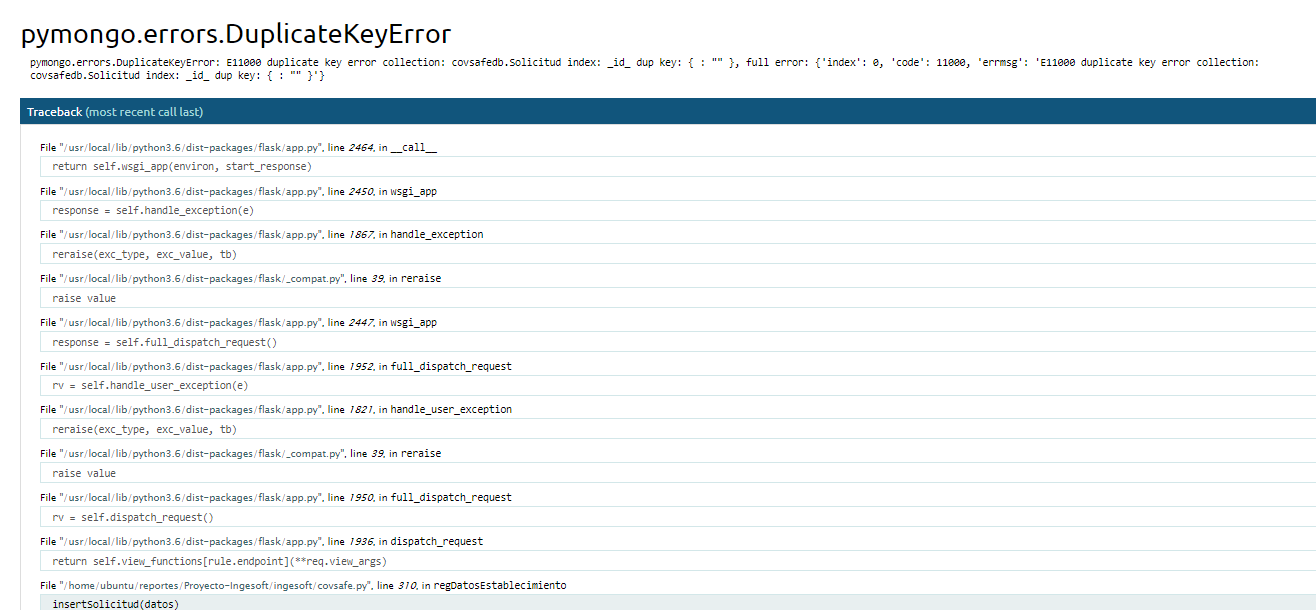 pymongo.errors.DuplicateKeyError
pymongo.errors.DuplicateKeyError: E11000 duplicate key error collection: covsafedb.Solicitud index: _id_ dup key: { : "" }, full error: {'index': 0, 'code': 11000, 'errmsg': 'E11000 duplicate key error collection:
covsafedb.Solicitud index: _id_ dup key: { : "" }'}
Traceback (most recent call last)
File "/usr/local/lib/python3.6/dist-packages/flask/app.py", line 2464, in __call__
return self.wsgi_app(environ, start_response)
File "/usr/local/lib/python3.6/dist-packages/flask/app.py", line 2450, in wsgi_app
response = self.handle_exception(e)
File "/usr/local/lib/python3.6/dist-packages/flask/app.py", line 1867, in handle_exception
reraise(exc_type, exc_value, tb)
File "/usr/local/lib/python3.6/dist-packages/flask/_compat.py", line 39, in reraise
raise value
File "/usr/local/lib/python3.6/dist-packages/flask/app.py", line 2447, in wsgi_app
response = self.full_dispatch_request()
File "/usr/local/lib/python3.6/dist-packages/flask/app.py", line 1952, in full_dispatch_request
rv = self.handle_user_exception(e)
File "/usr/local/lib/python3.6/dist-packages/flask/app.py", line 1821, in handle_user_exception
reraise(exc_type, exc_value, tb)
File "/usr/local/lib/python3.6/dist-packages/flask/_compat.py", line 39, in reraise
raise value
File "/usr/local/lib/python3.6/dist-packages/flask/app.py", line 1950, in full_dispatch_request
rv = self.dispatch_request()
File "/usr/local/lib/python3.6/dist-packages/flask/app.py", line 1936, in dispatch_request
return self.view_functions[rule.endpoint](**req.view_args)
File "/home/ubuntu/reportes/Proyecto-Ingesoft/ingesoft/covsafe.py", line 310, in regDatosEstablecimiento
insertSolicitud(datos)